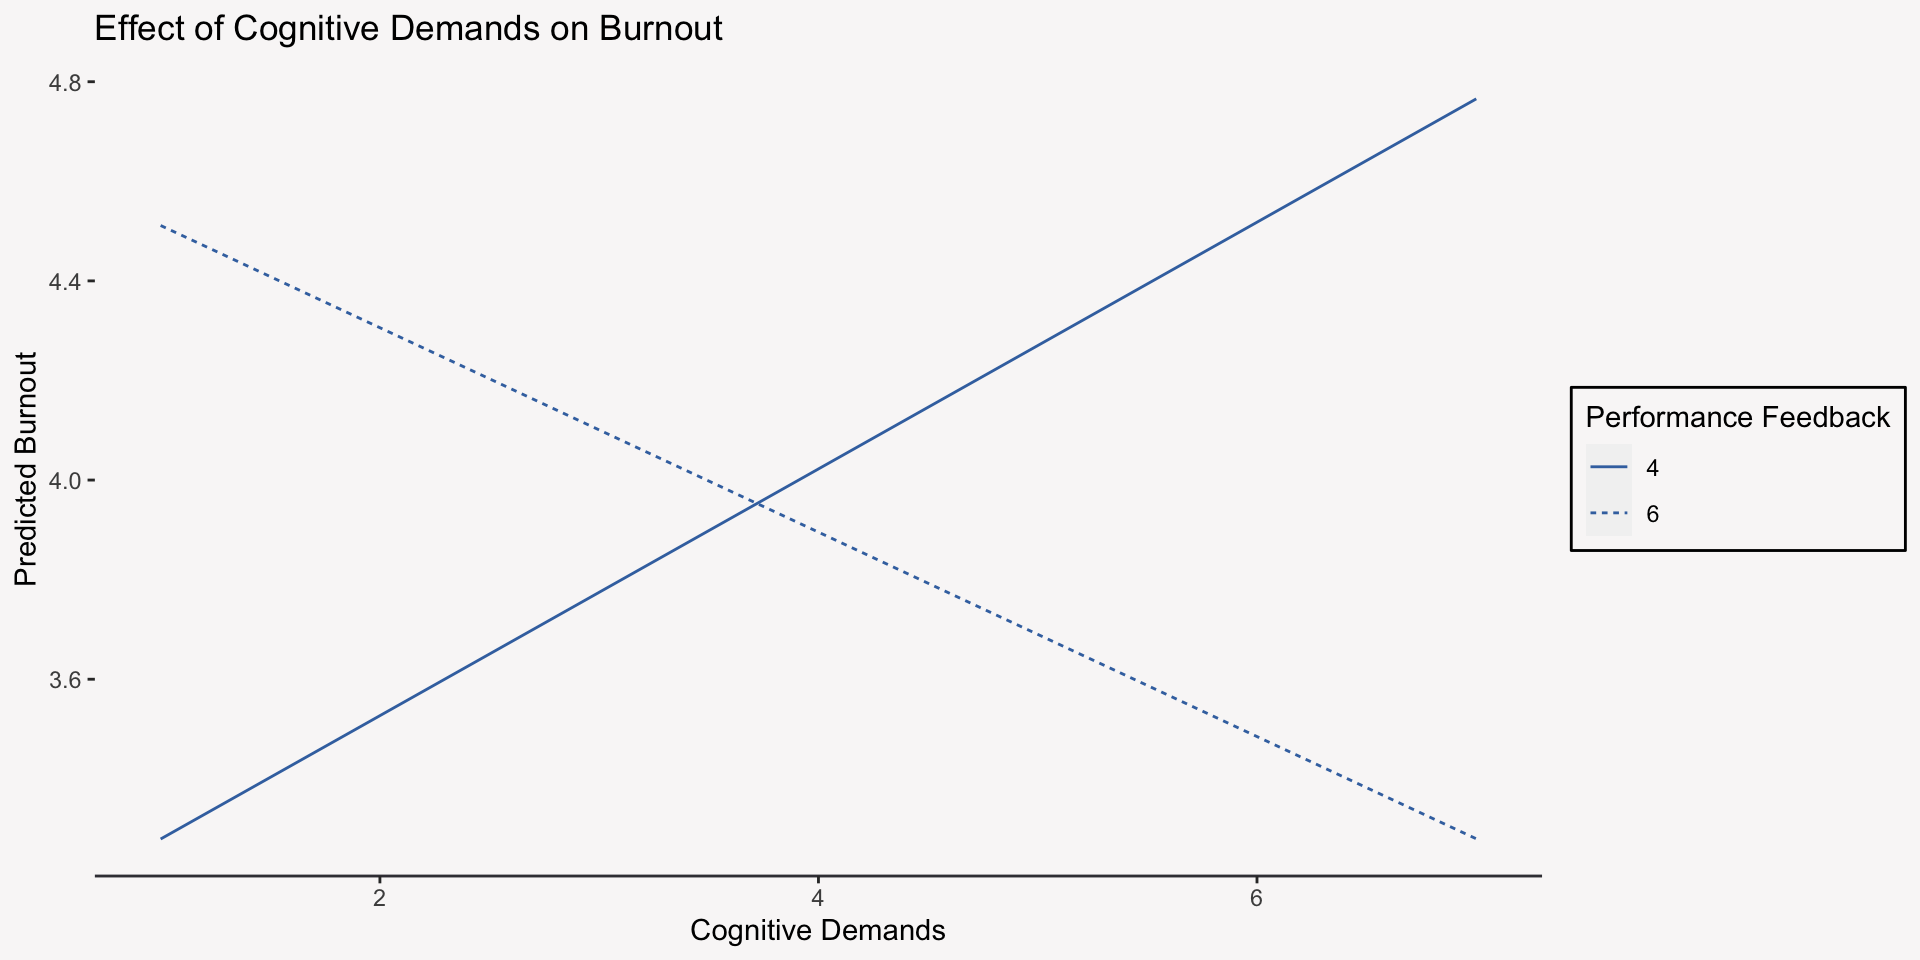 Effect of Cognitive Demands on Burnout
4.8
4.4
4.0
3.6
Predicted Burnout
2 4 6
Cognitive Demands
Performance Feedback
4
6